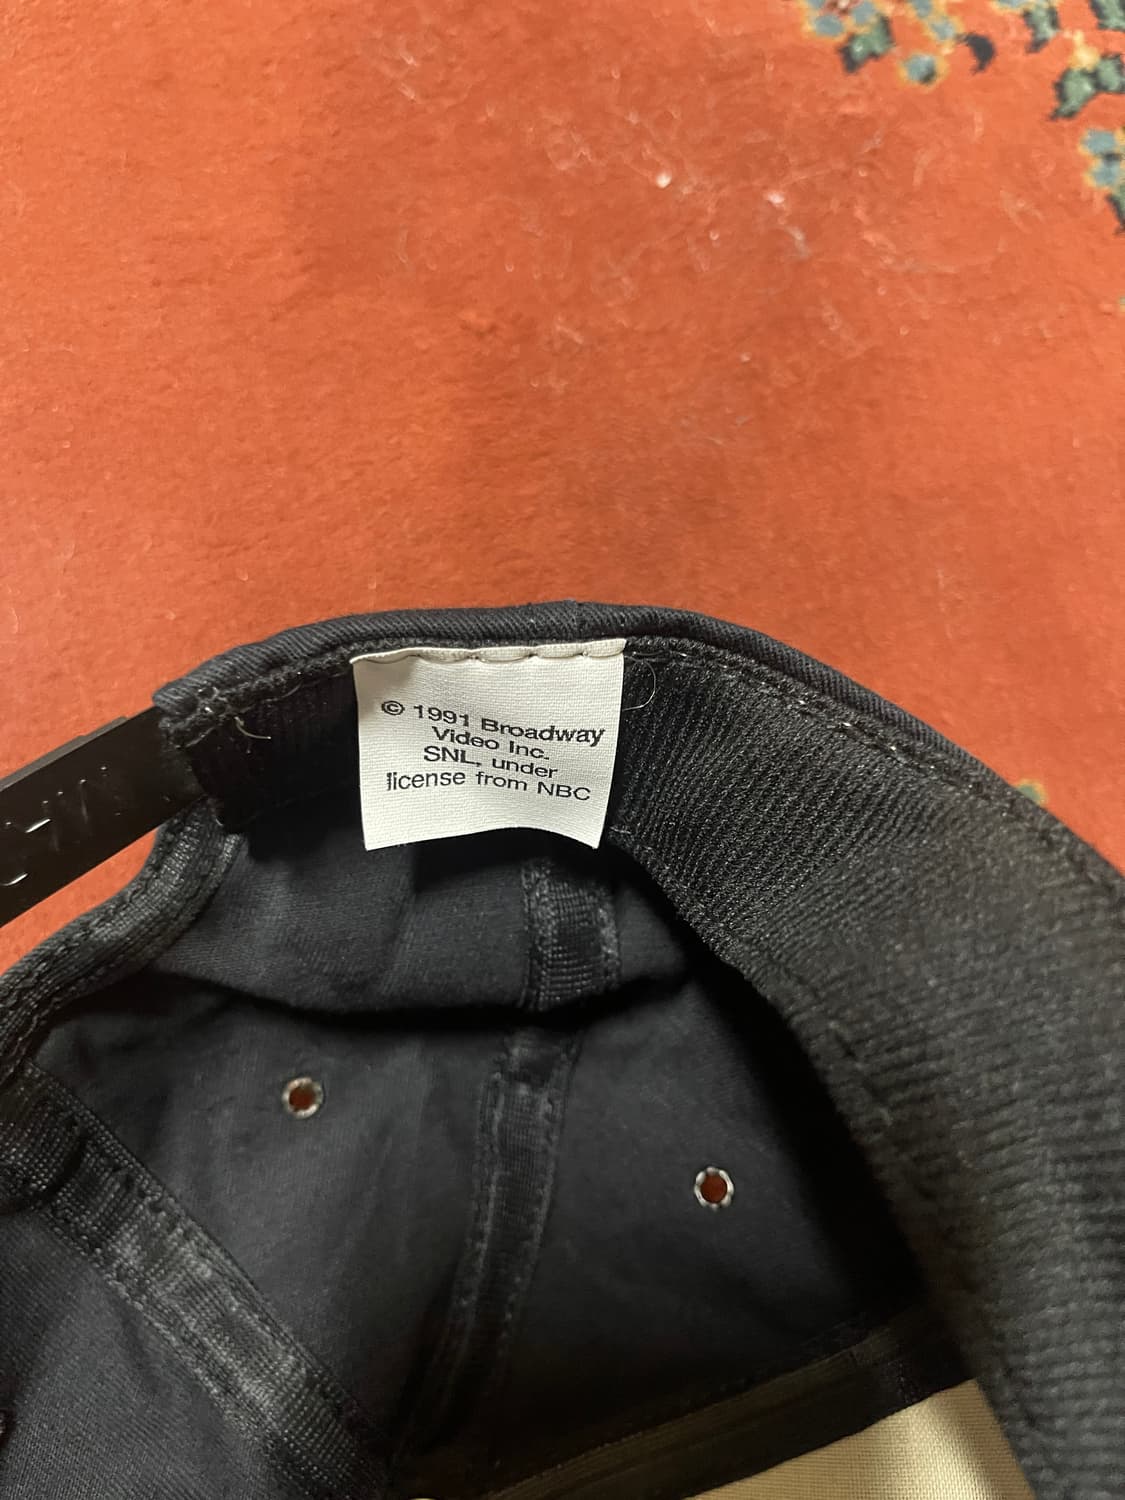 © 1991 Broadway
Video Inc.
SNL, under
license from NBC